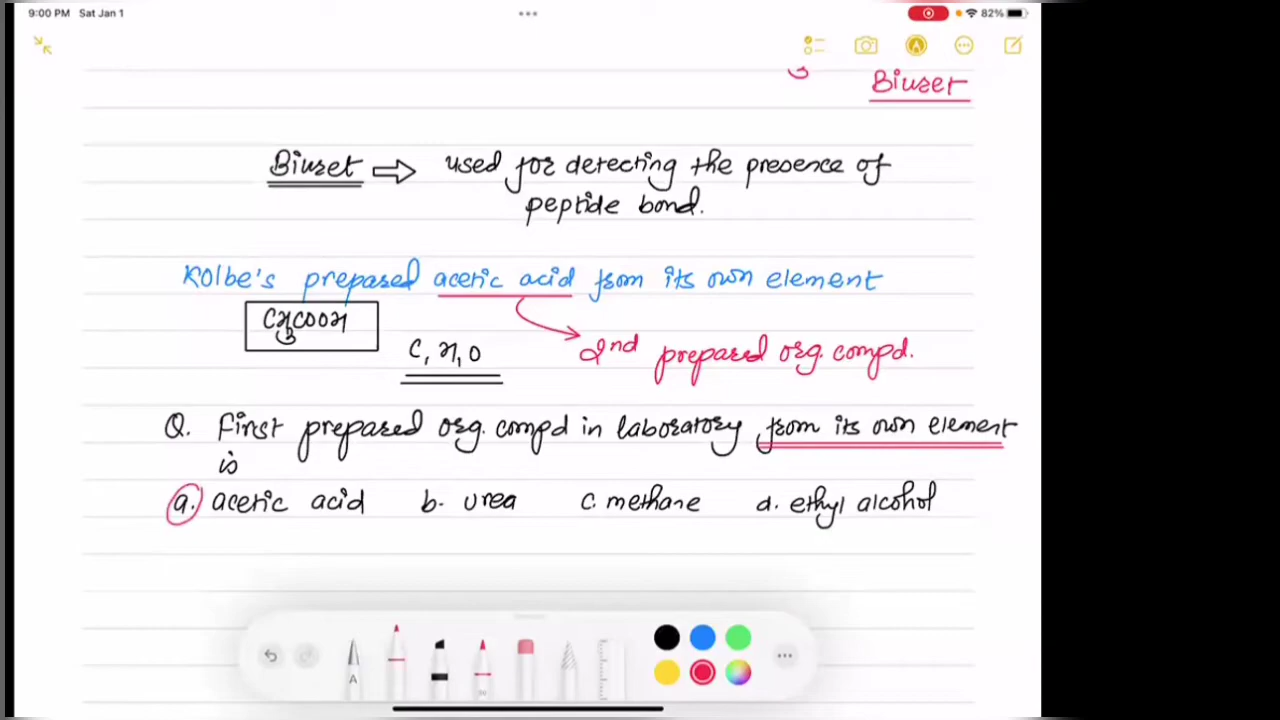 9:00 PM Sat Jan 1
82%
Biuret
Biuret ⇒ used for detecting the presence of
peptide bond.
Kolbe's prepared acetic acid from its own element
CH3COOH
C, H, O
2nd prepared org. compd.
Q. First prepared org. compd in laboratory from its own element
is
a. acetic acid b. urea c. methane d. ethyl alcohol
A